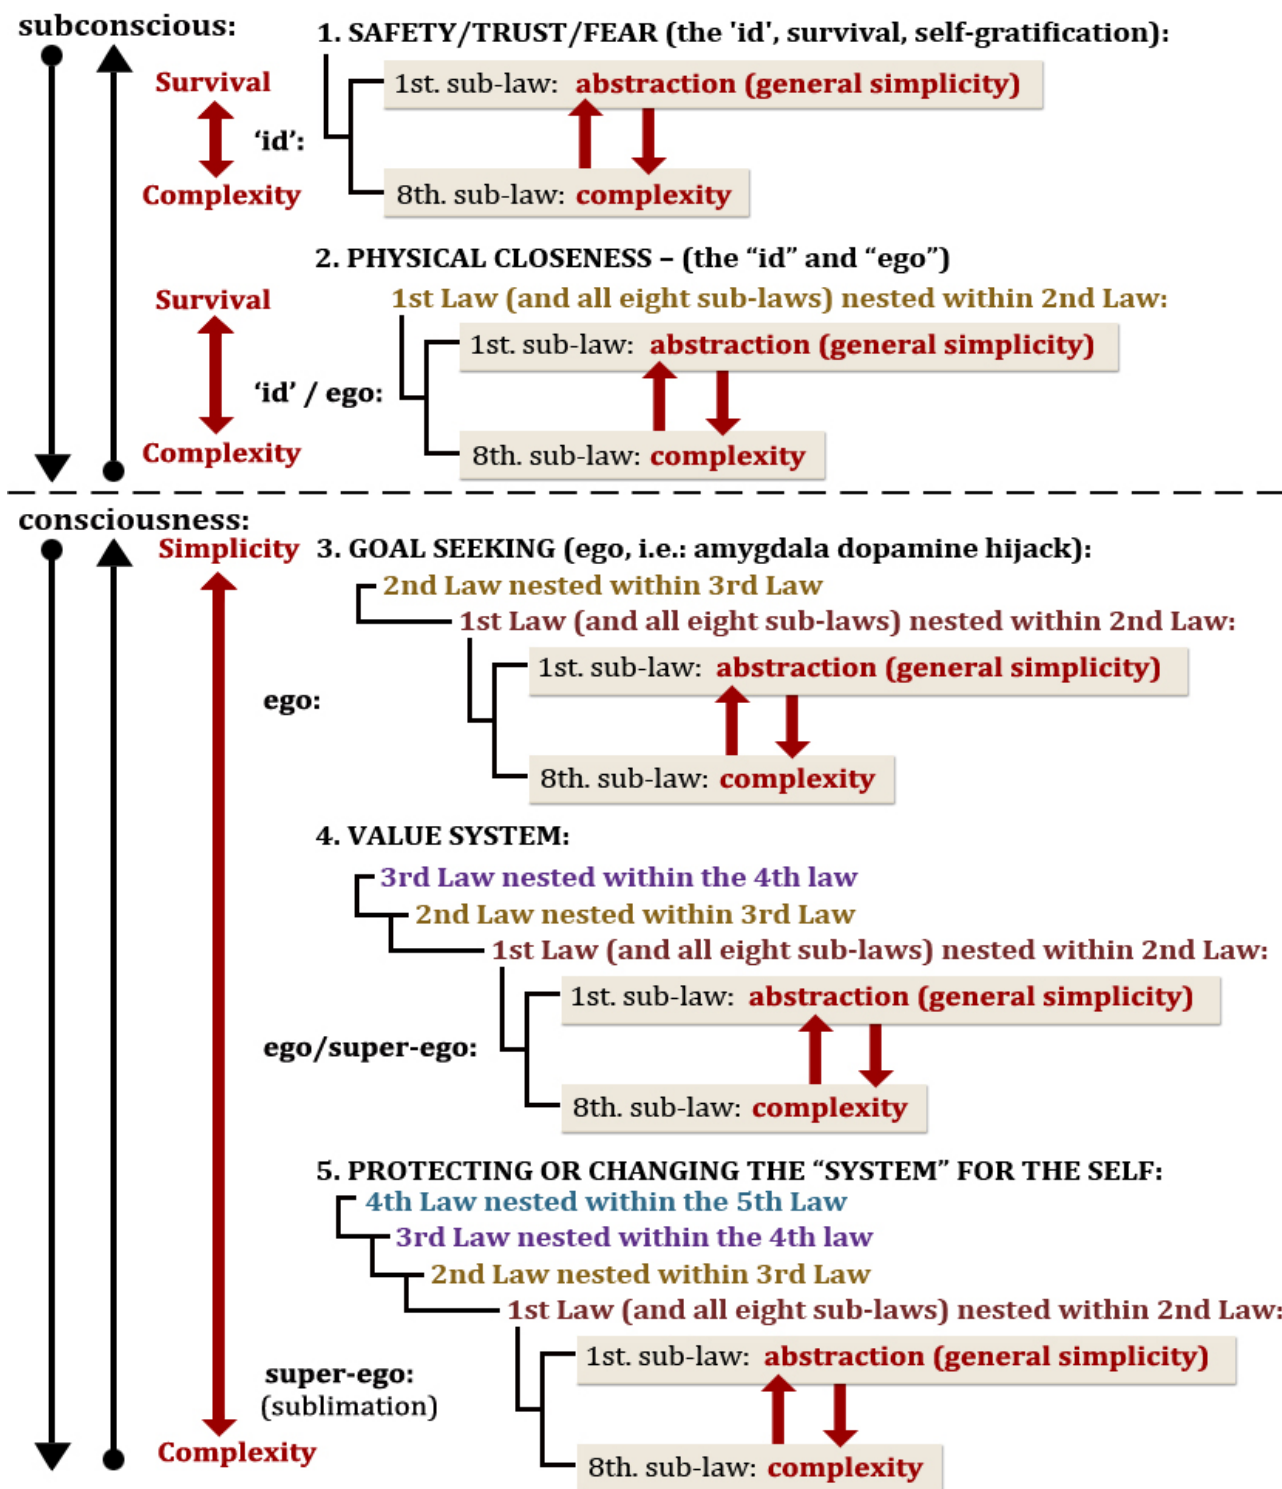 subconscious:
1. SAFETY/TRUST/FEAR (the 'id', survival, self-gratification):
Survival
1st. sub-law: abstraction (general simplicity)
‘id’:
Complexity
8th. sub-law: complexity
2. PHYSICAL CLOSENESS – (the “id” and “ego”)
Survival
1st Law (and all eight sub-laws) nested within 2nd Law:
1st. sub-law: abstraction (general simplicity)
‘id’ / ego:
Complexity
8th. sub-law: complexity
consciousness:
Simplicity
3. GOAL SEEKING (ego, i.e.: amygdala dopamine hijack):
2nd Law nested within 3rd Law
1st Law (and all eight sub-laws) nested within 2nd Law:
1st. sub-law: abstraction (general simplicity)
ego:
8th. sub-law: complexity
4. VALUE SYSTEM:
3rd Law nested within the 4th law
2nd Law nested within 3rd Law
1st Law (and all eight sub-laws) nested within 2nd Law:
1st. sub-law: abstraction (general simplicity)
ego/super-ego:
8th. sub-law: complexity
5. PROTECTING OR CHANGING THE “SYSTEM” FOR THE SELF:
4th Law nested within the 5th Law
3rd Law nested within the 4th law
2nd Law nested within 3rd Law
1st Law (and all eight sub-laws) nested within 2nd Law:
1st. sub-law: abstraction (general simplicity)
super-ego:
(sublimation)
Complexity
8th. sub-law: complexity